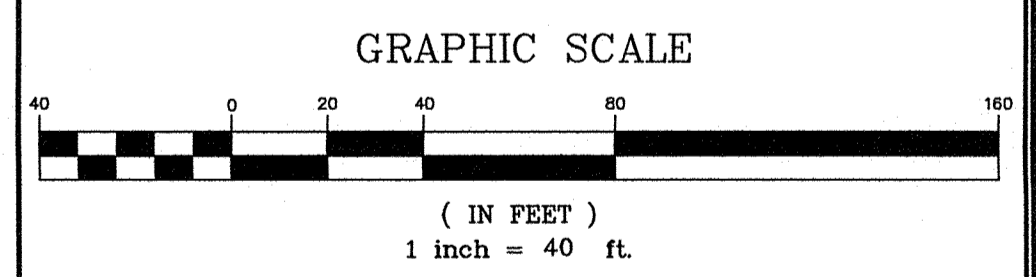 GRAPHIC SCALE
40 0 20 40 80 160
( IN FEET )
1 inch = 40 ft.